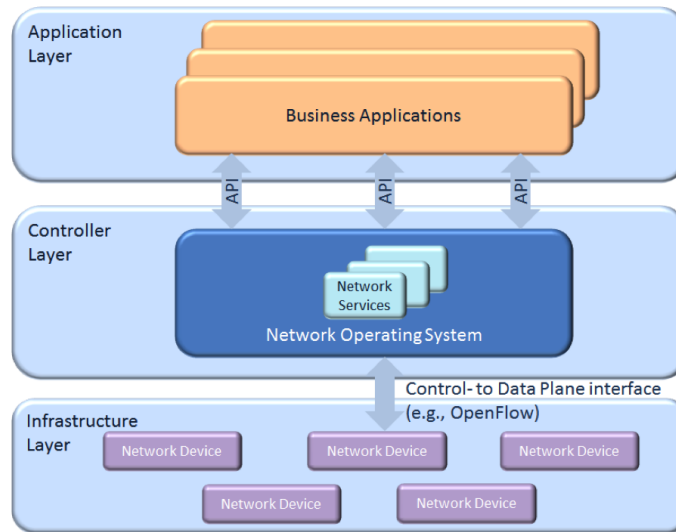 Application
Layer
Business Applications
API
API
API
Controller
Layer
Network
Services
Network Operating System
Control- to Data Plane interface
(e.g., OpenFlow)
Infrastructure
Layer
Network Device
Network Device
Network Device
Network Device
Network Device